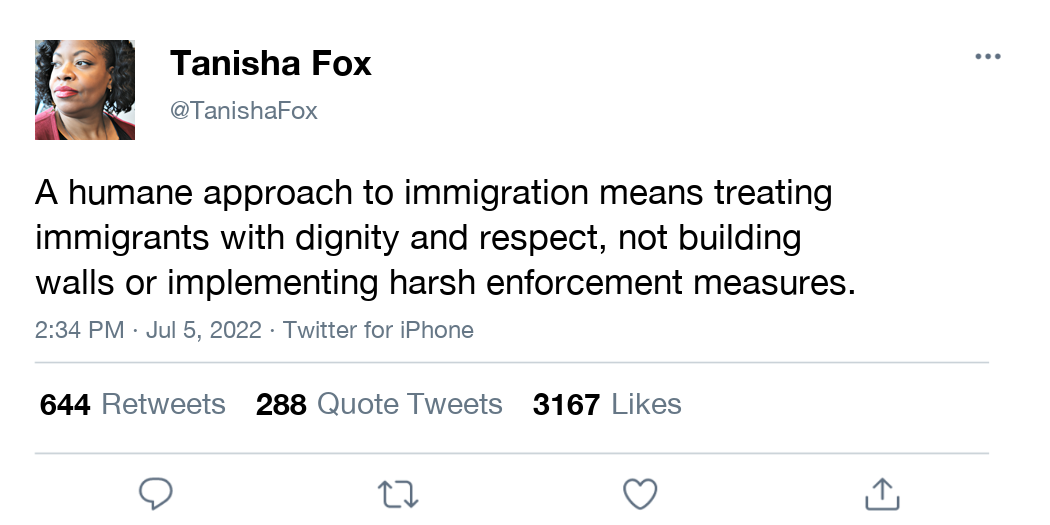 Tanisha Fox
@TanishaFox
A humane approach to immigration means treating
immigrants with dignity and respect, not building
walls or implementing harsh enforcement measures.
2:34 PM · Jul 5, 2022 · Twitter for iPhone
644 Retweets 288 Quote Tweets 3167 Likes